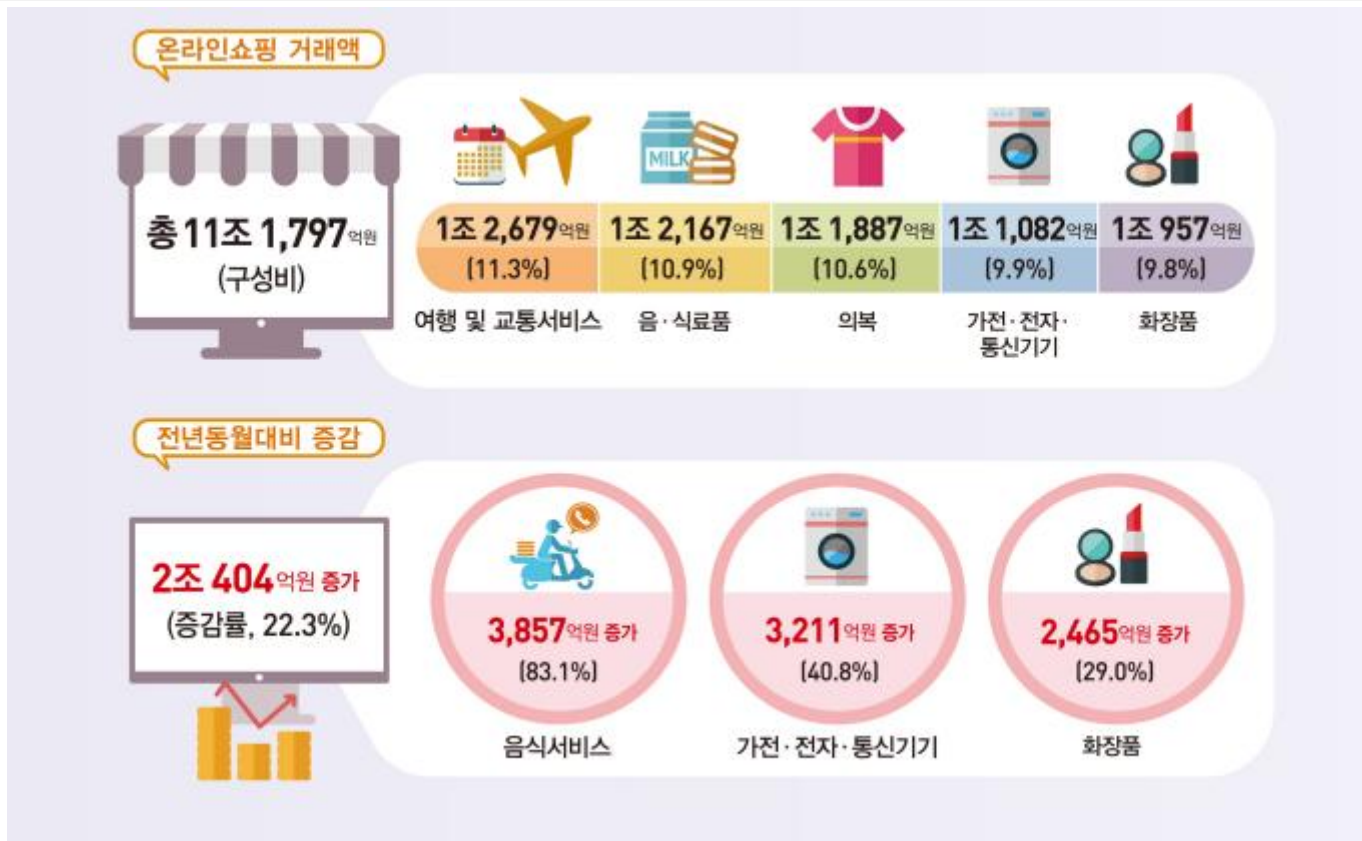 온라인쇼핑 거래액
총 11조 1,797억원
(구성비)
MILK
1조 2,679억원 1조 2,167억원 1조 1,887억원 1조 1,082억원 1조 957억원
(11.3%) (10.9%) (10.6%) (9.9%) (9.8%)
여행 및 교통서비스 음·식료품 의복 가전·전자· 화장품
통신기기
전년동월대비 증감
2조 404억원 증가
(증감률, 22.3%)
3,857억원 증가 3,211억원 증가 2,465억원 증가
(83.1%) (40.8%) (29.0%)
음식서비스 가전·전자·통신기기 화장품